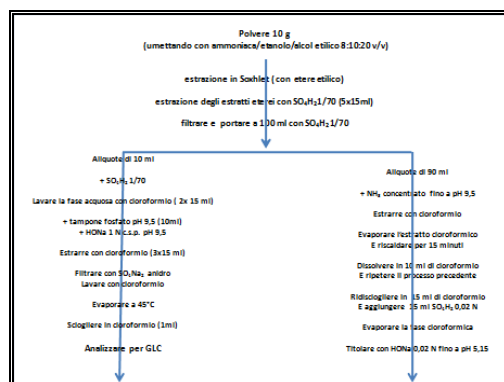 Polvere 10 g
(umettando con ammoniaca/etanolo/alcol etilico 8:10:20 v/v)
estrazione in Soxhlet (con etere etilico)
estrazione degli estratti eterei con SO₄H₂ 1/70 (5x15ml)
filtrare e portare a 100 ml con SO₄H₂ 1/70
Aliquote di 10 ml
+ SO₄H₂ 1/70
Lavare la fase acquosa con cloroformio ( 2x 15 ml)
+ tampone fosfato pH 9,5 (10ml)
+ HONa 1 N c.s.p. pH 9,5
Estrarre con cloroformio (3x15 ml)
Filtrare con SO₄Na₂ anidro
Lavare con cloroformio
Evaporare a 45°C
Sciogliere in cloroformio (1ml)
Analizzare per GLC
Aliquote di 90 ml
+ NH₃ concentrato fino a pH 9,5
Estrarre con cloroformio
Evaporare l'estratto cloroformico
E riscaldare per 15 minuti
Dissolvere in 10 ml di cloroformio
E ripetere il processo precedente
Ridisciogliere in 15 ml di cloroformio
E aggiungere 15 ml SO₄H₂ 0,02 N
Evaporare la fase cloroformica
Titolare con HONa 0,02 N fino a pH 5,15